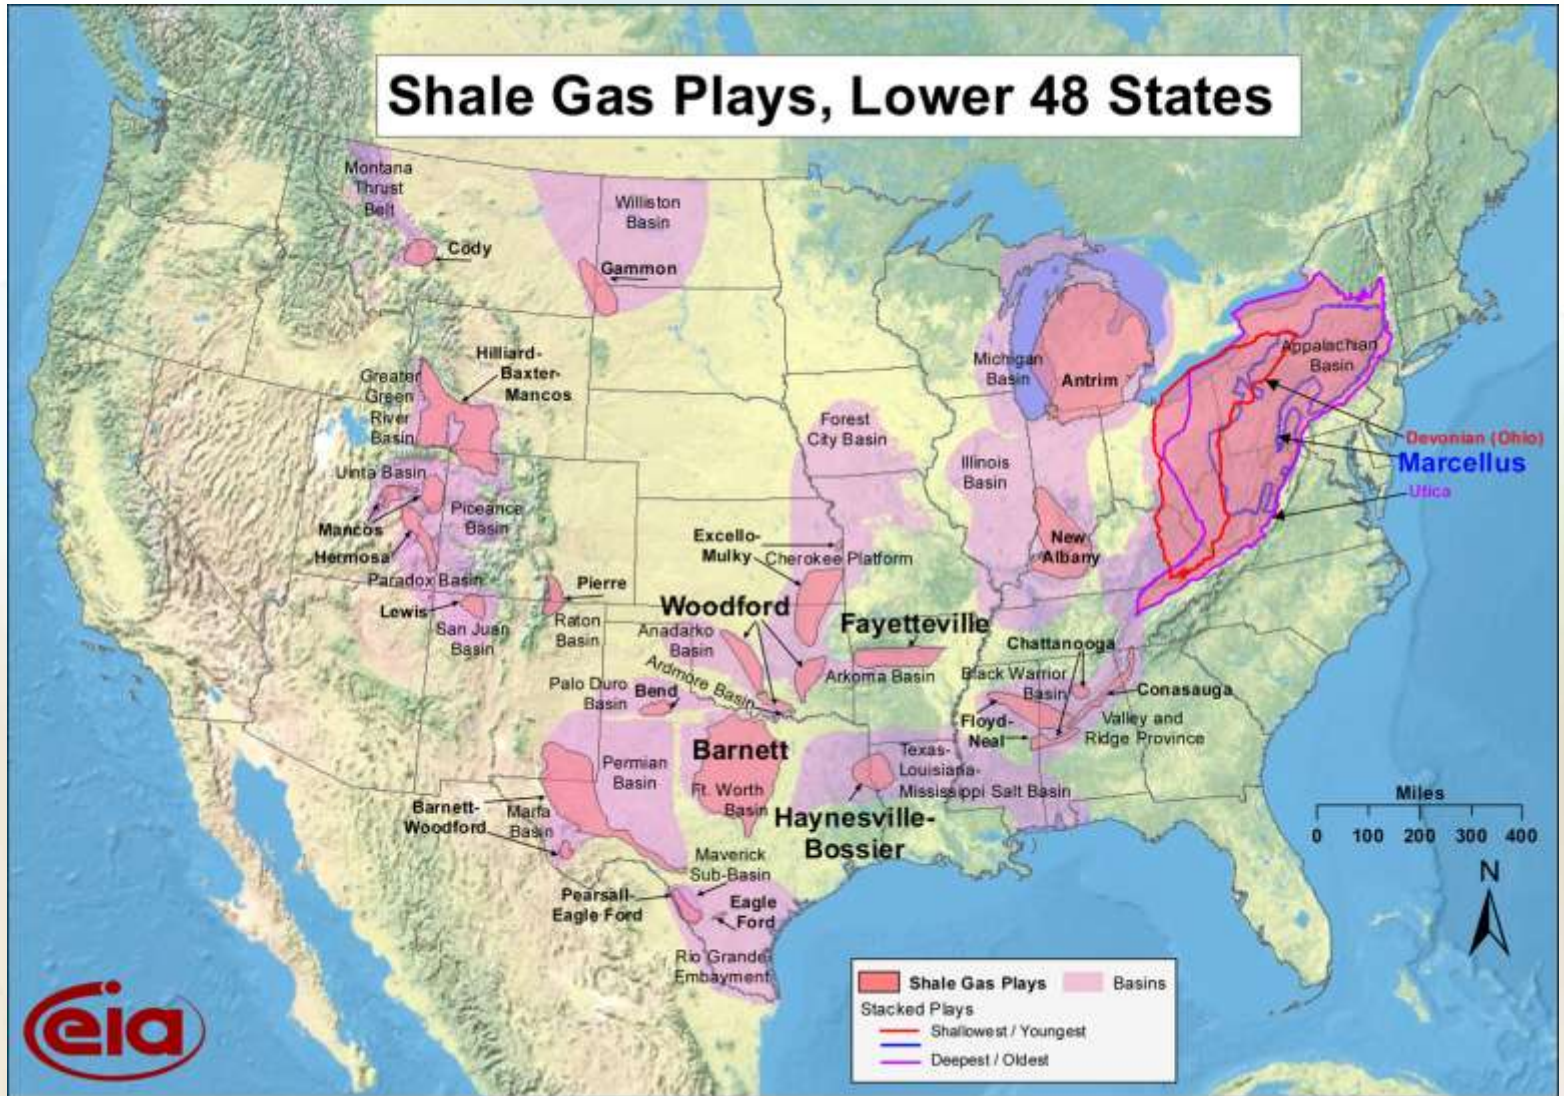 Shale Gas Plays, Lower 48 States
Montana
Thrust
Belt
Cody
Williston
Basin
Gammon
Hilliard-
Baxter-
Mancos
Greater
Green
River
Basin
Uinta Basin
Piceance
Basin
Mancos
Hermosa
Paradox Basin
Lewis
San Juan
Basin
Pierre
Raton
Basin
Michigan
Basin
Antrim
Forest
City Basin
Illinois
Basin
New
Albany
Appalachian
Basin
Devonian (Ohio)
Marcellus
Utica
Excello-
Mulky
Cherokee Platform
Woodford
Anadarko
Basin
Ardmore Basin
Palo Duro
Basin
Bend
Fayetteville
Arkoma Basin
Chattanooga
Black Warrior
Basin
Conasauga
Floyd-
Neal
Valley and
Ridge Province
Barnett
Ft. Worth
Basin
Permian
Basin
Barnett-
Woodford
Marfa
Basin
Texas-
Louisiana-
Mississippi Salt Basin
Haynesville-
Bossier
Maverick
Sub-Basin
Pearsall-
Eagle Ford
Eagle
Ford
Rio Grande
Embayment
Miles
0 100 200 300 400
N
Shale Gas Plays
Basins
Stacked Plays
Shallowest / Youngest
Deepest / Oldest
eia